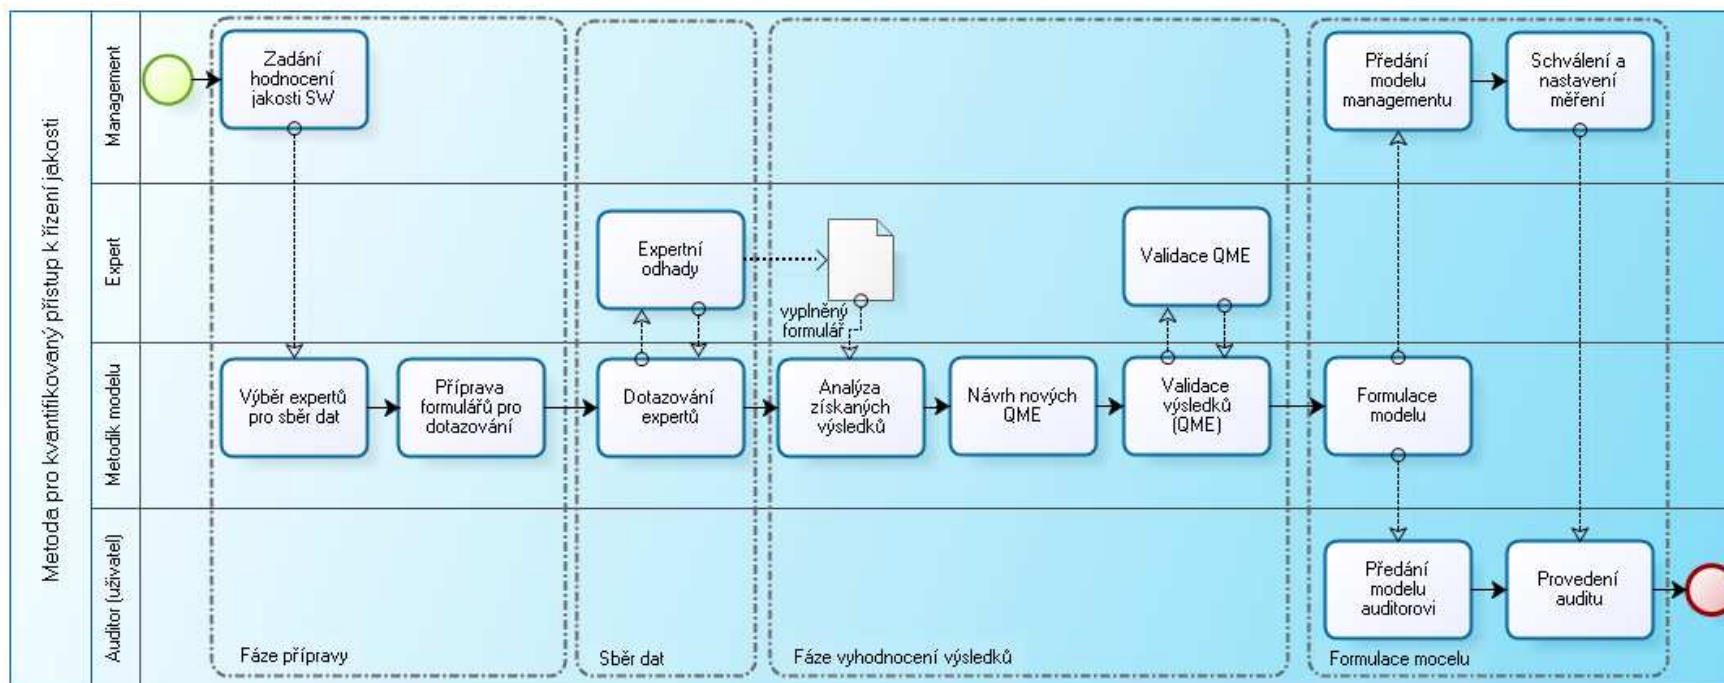 Metoda pro kvantifikovaný přístup k řízení jakosti
Management
Zadání
hodnocení
jakosti SW
Předání
modelu
managementu
Schválení a
nastavení
měření
Expert
Expertní
odhady
vyplněný
formulář
Validace QME
Metodik modelu
Výběr expertů
pro sběr dat
Příprava
formulářů pro
dotazování
Dotazování
expertů
Analýza
získaných
výsledků
Návrh nových
QME
Validace
výsledků
(QME)
Formulace
modelu
Auditor (uživatel)
Předání
modelu
auditorovi
Provedení
auditu
Fáze přípravy
Sběr dat
Fáze vyhodnocení výsledků
Formulace mocelu